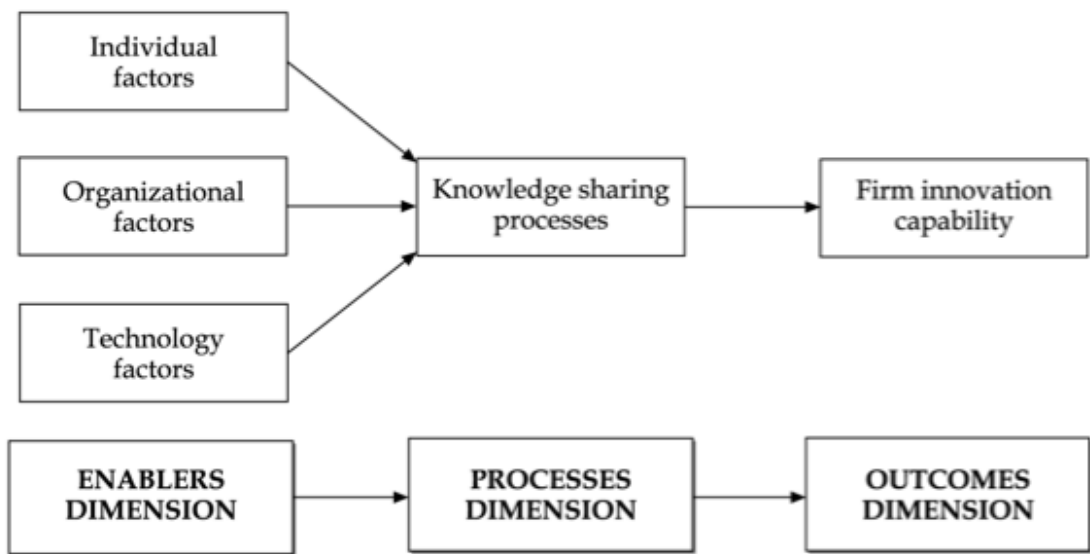 Individual
factors
Organizational
factors
Technology
factors
Knowledge sharing
processes
Firm innovation
capability
ENABLERS
DIMENSION
PROCESSES
DIMENSION
OUTCOMES
DIMENSION